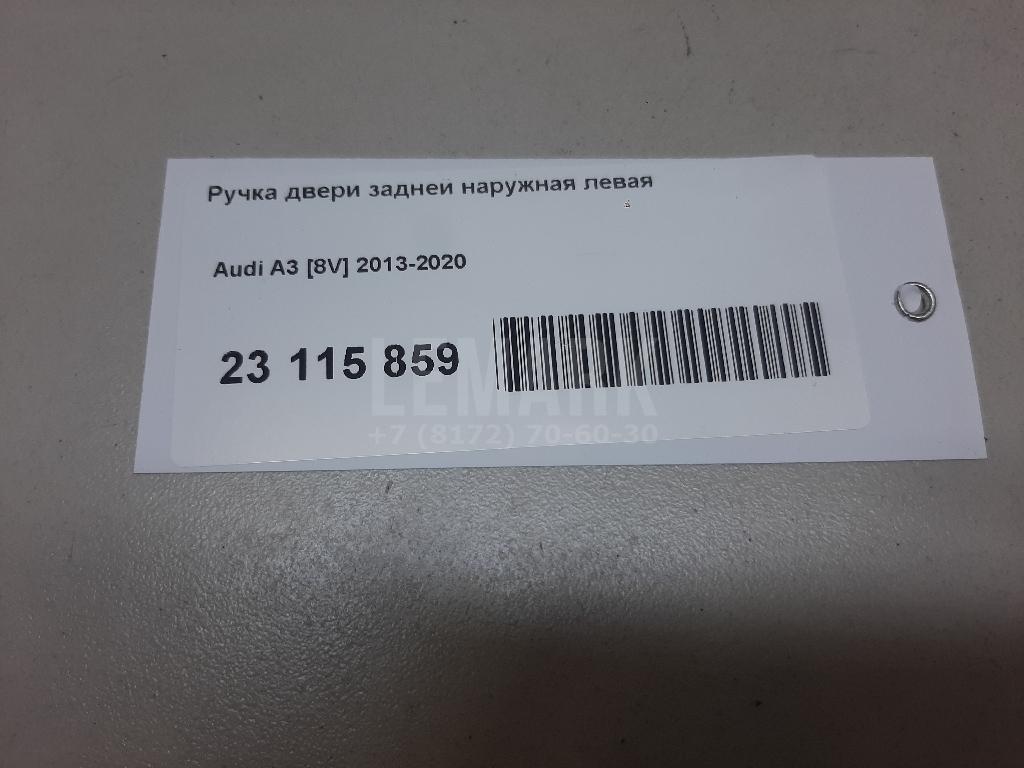 Ручка двери задней наружная левая
Audi A3 [8V] 2013-2020
23 115 859
LEMARK
+7 (8172) 70-60-30